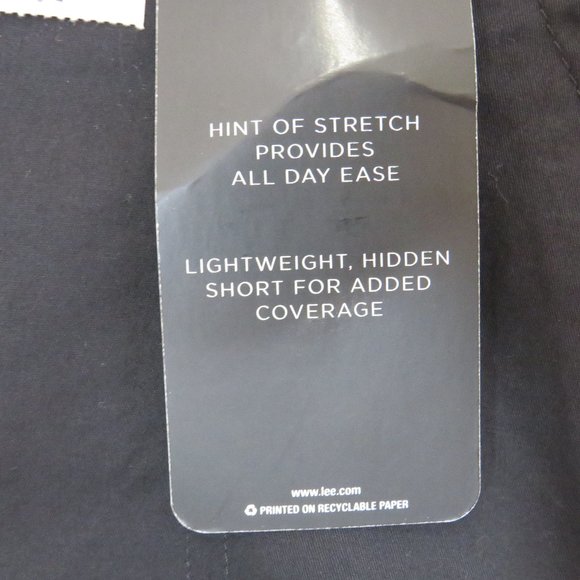 HINT OF STRETCH
PROVIDES
ALL DAY EASE
LIGHTWEIGHT, HIDDEN
SHORT FOR ADDED
COVERAGE
www.lee.com
PRINTED ON RECYCLABLE PAPER